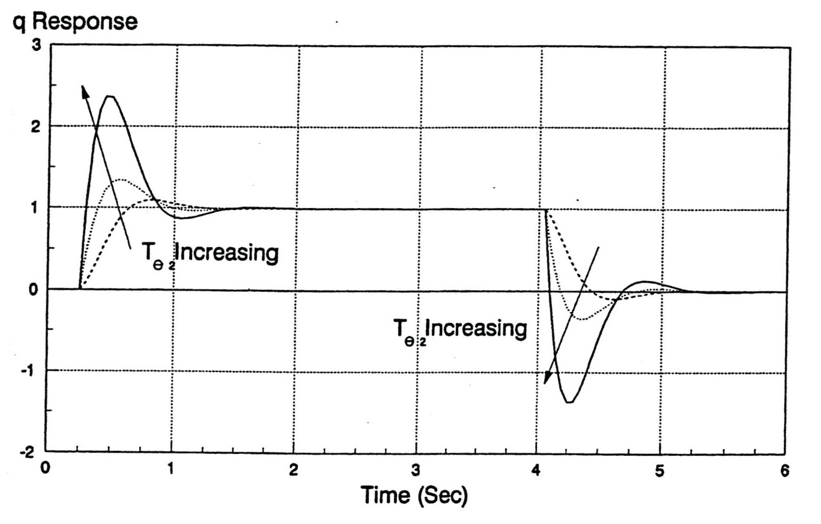 q Response
3
2
1
0
-1
-2
TΘ2 Increasing
TΘ2 Increasing
0 1 2 3 4 5 6
Time (Sec)